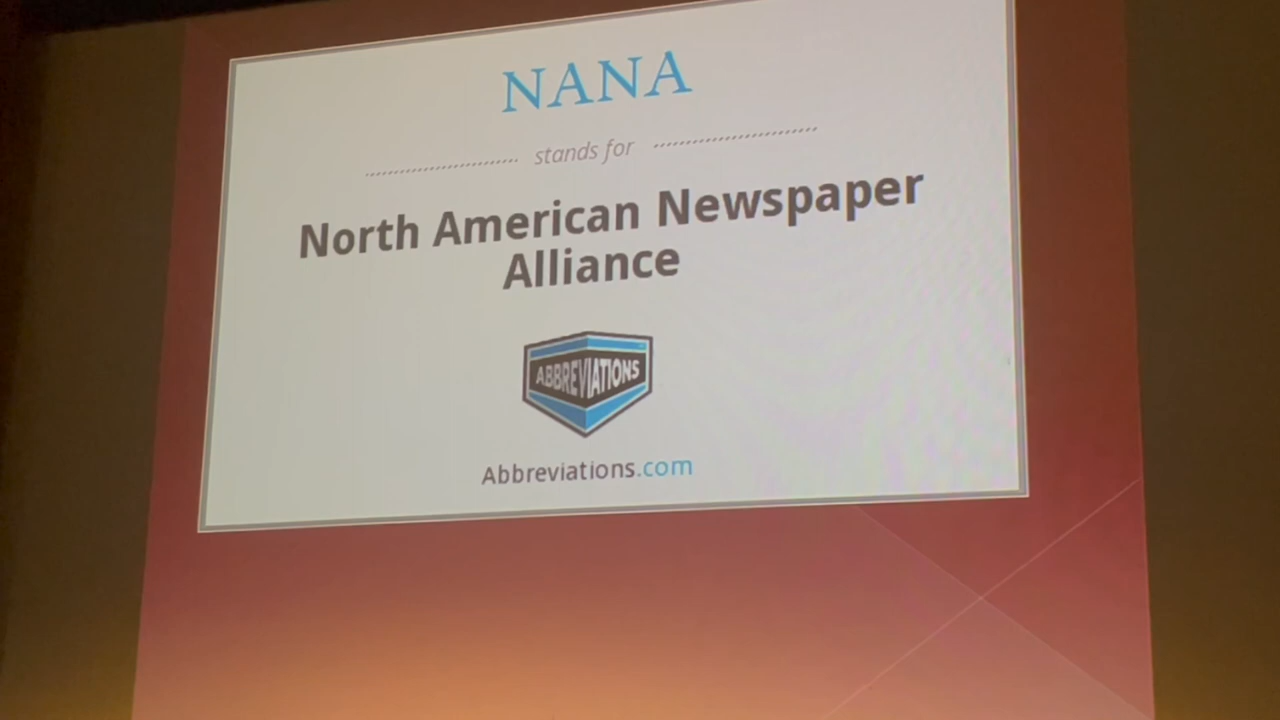 NANA
stands for
North American Newspaper
Alliance
ABBREVIATIONS
Abbreviations.com